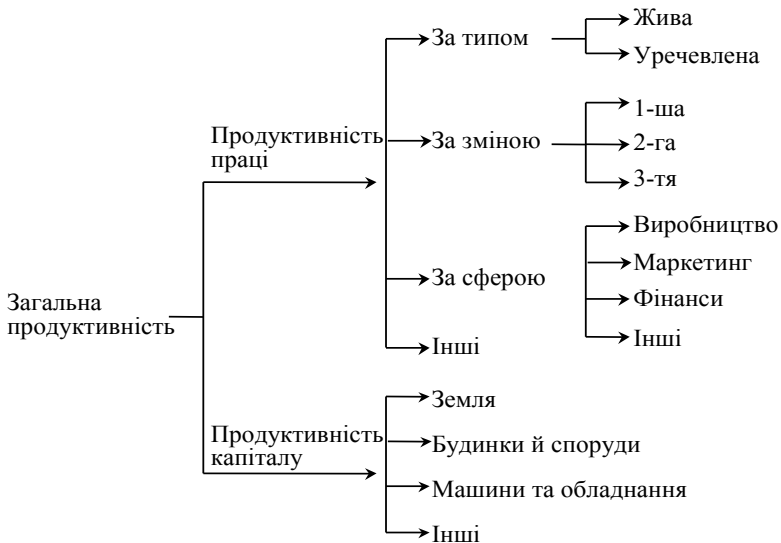 Жива
За типом
Уречевлена
1-ша
Продуктивність
праці
За зміною
2-га
3-тя
Виробництво
Маркетинг
За сферою
Фінанси
Загальна
продуктивність
Інші
Інші
Земля
Продуктивність
капіталу
Будинки й споруди
Машини та обладнання
Інші